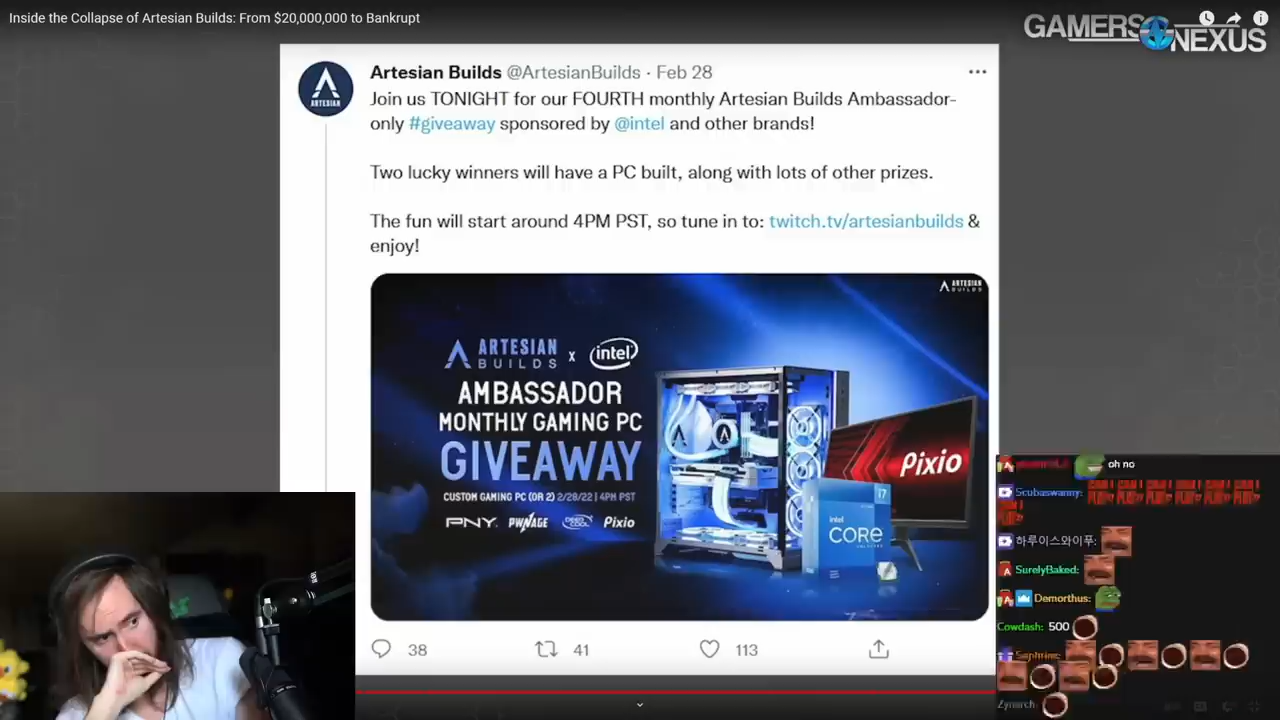 Inside the Collapse of Artesian Builds: From $20,000,000 to Bankrupt
GAMERS NEXUS
Artesian Builds @ArtesianBuilds · Feb 28
Join us TONIGHT for our FOURTH monthly Artesian Builds Ambassador-
only #giveaway sponsored by @intel and other brands!
Two lucky winners will have a PC built, along with lots of other prizes.
The fun will start around 4PM PST, so tune in to: twitch.tv/artesianbuilds &
enjoy!
ARTESIAN
ARTESIAN
BUILDS
ARTESIAN
BUILDS
x
intel
AMBASSADOR
MONTHLY GAMING PC
GIVEAWAY
CUSTOM GAMING PC (OR 2) 2/28/22 | 4PM PST
PNY PWNAGE DEEPCOOL Pixio
Pixio
i7
intel
CORE
38
41
113
oh no
Scubaswanny:
하루이스와이푸:
SurelyBaked:
Demorthus:
Cowdash: 500